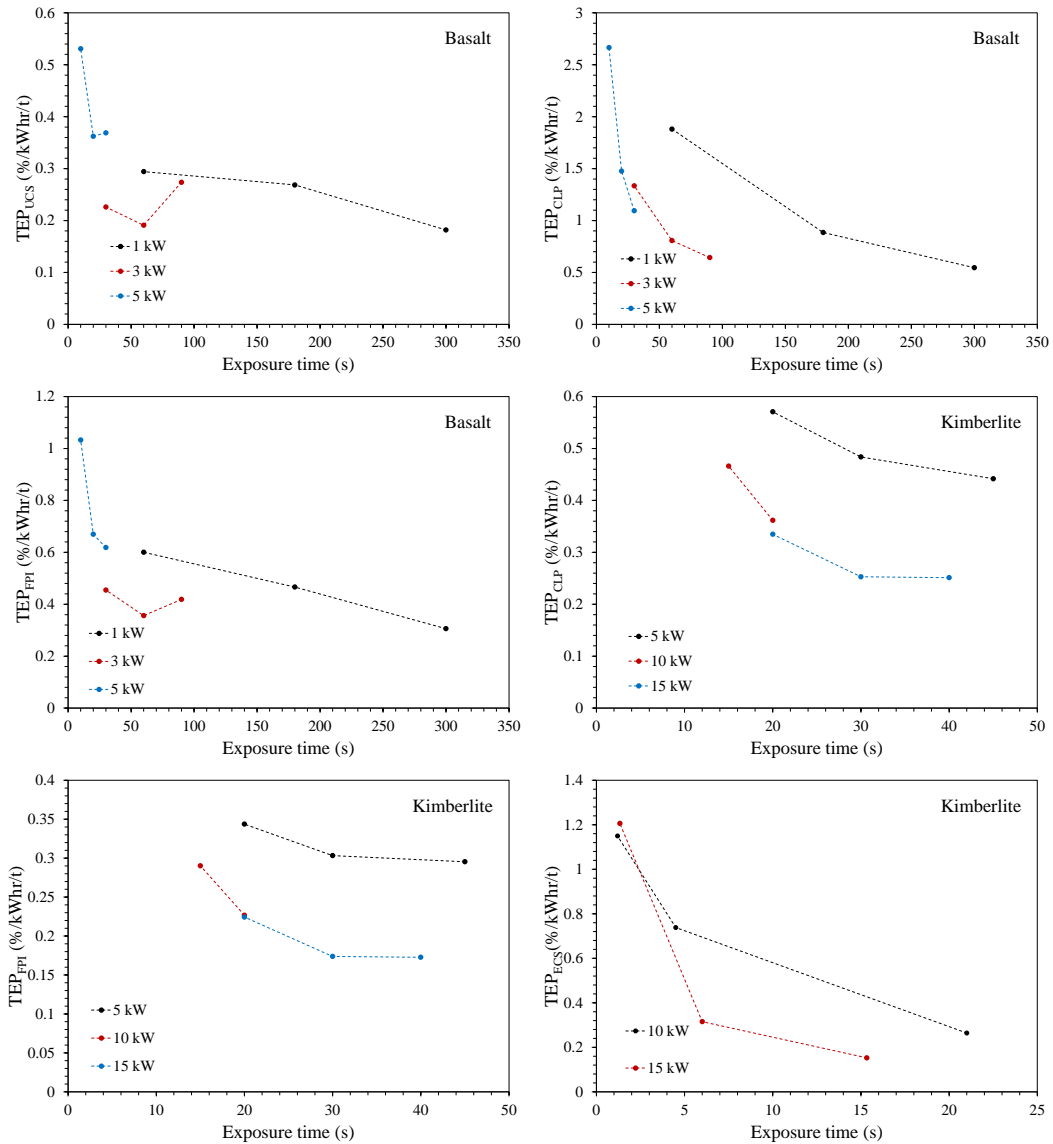 0.6
0.5
0.4
0.3
0.2
0.1
0
0 50 100 150 200 250 300 350
TEP_UCS (%/kWhr/t)
Exposure time (s)
Basalt
1 kW
3 kW
5 kW
3
2.5
2
1.5
1
0.5
0
0 50 100 150 200 250 300 350
TEP_CLP (%/kWhr/t)
Exposure time (s)
Basalt
1 kW
3 kW
5 kW
1.2
1
0.8
0.6
0.4
0.2
0
0 50 100 150 200 250 300 350
TEP_FPI (%/kWhr/t)
Exposure time (s)
Basalt
1 kW
3 kW
5 kW
0.6
0.5
0.4
0.3
0.2
0.1
0
0 10 20 30 40 50
TEP_CLP (%/kWhr/t)
Exposure time (s)
Kimberlite
5 kW
10 kW
15 kW
0.4
0.35
0.3
0.25
0.2
0.15
0.1
0.05
0
0 10 20 30 40 50
TEP_FPI (%/kWhr/t)
Exposure time (s)
Kimberlite
5 kW
10 kW
15 kW
1.4
1.2
1
0.8
0.6
0.4
0.2
0
0 5 10 15 20 25
TEP_ECS(%/kWhr/t)
Exposure time (s)
Kimberlite
10 kW
15 kW